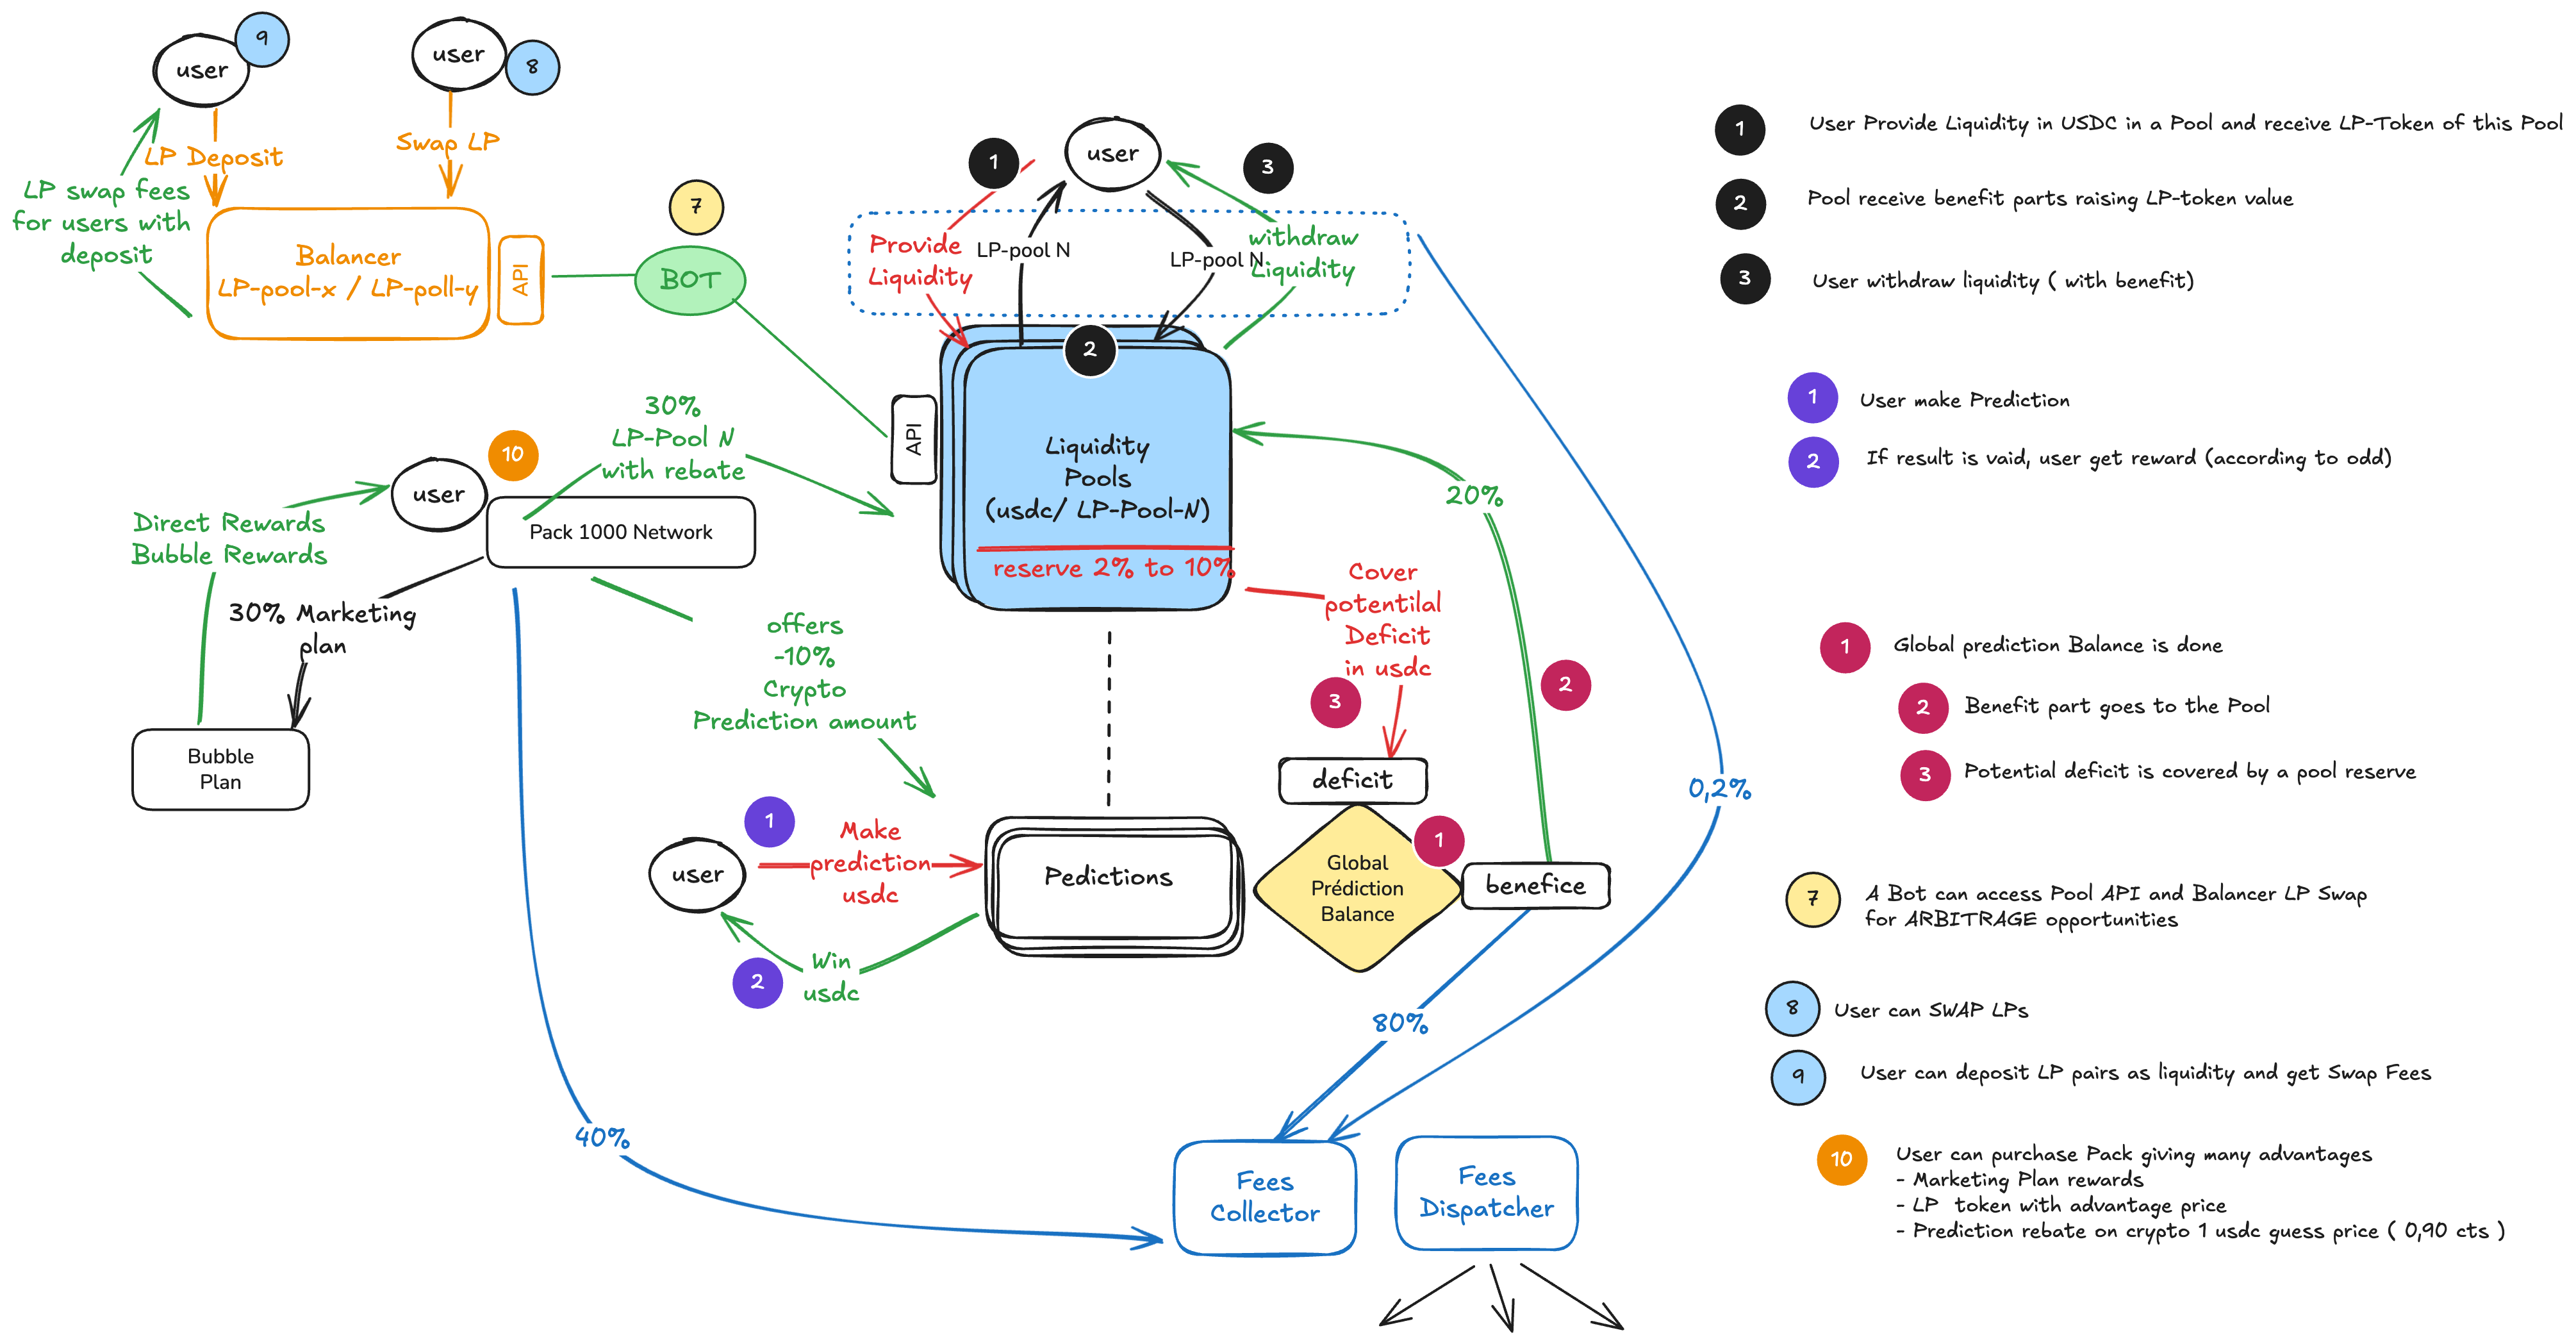 user
9
user
8
LP Deposit
Swap LP
LP swap fees
for users with
deposit
Balancer
LP-pool-x / LP-poll-y
API
7
BOT
user
1
3
Provide
Liquidity
LP-pool N
LP-pool N
withdraw
Liquidity
2
API
Liquidity
Pools
(usdc/ LP-Pool-N)
reserve 2% to 10%
30%
LP-Pool N
with rebate
10
user
Pack 1000 Network
Direct Rewards
Bubble Rewards
30% Marketing
plan
Bubble
Plan
offers
-10%
Crypto
Prediction amount
user
1
Make
prediction
usdc
2
Win
usdc
Pedictions
Cover
potentilal
Deficit
in usdc
3
deficit
Global
Prédiction
Balance
1
benefice
2
20%
0,2%
80%
40%
Fees
Collector
Fees
Dispatcher
1 User Provide Liquidity in USDC in a Pool and receive LP-Token of this Pool
2 Pool receive benefit parts raising LP-token value
3 User withdraw liquidity ( with benefit)
1 User make Prediction
2 If result is vaid, user get reward (according to odd)
1 Global prediction Balance is done
2 Benefit part goes to the Pool
3 Potential deficit is covered by a pool reserve
7 A Bot can access Pool API and Balancer LP Swap
for ARBITRAGE opportunities
8 User can SWAP LPs
9 User can deposit LP pairs as liquidity and get Swap Fees
10 User can purchase Pack giving many advantages
- Marketing Plan rewards
- LP token with advantage price
- Prediction rebate on crypto 1 usdc guess price ( 0,90 cts )